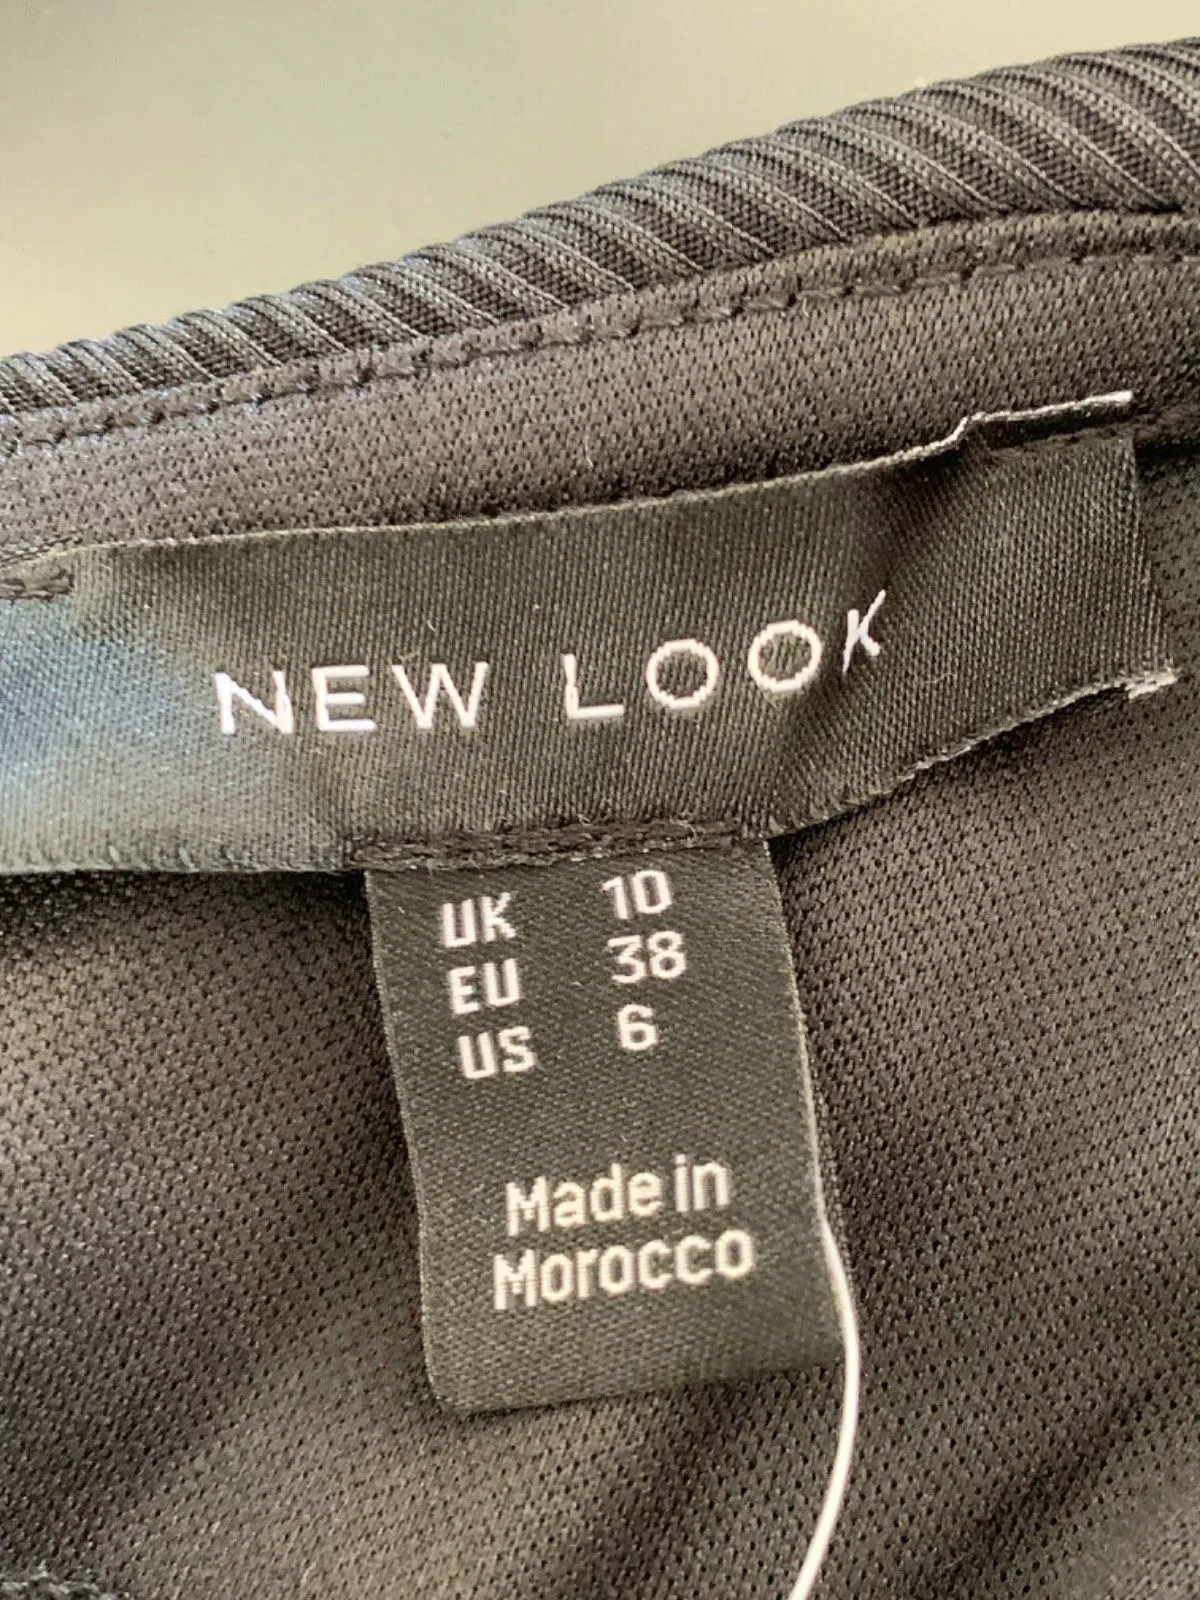 NEW LOOK
UK 10
EU 38
US 6
Made in
Morocco